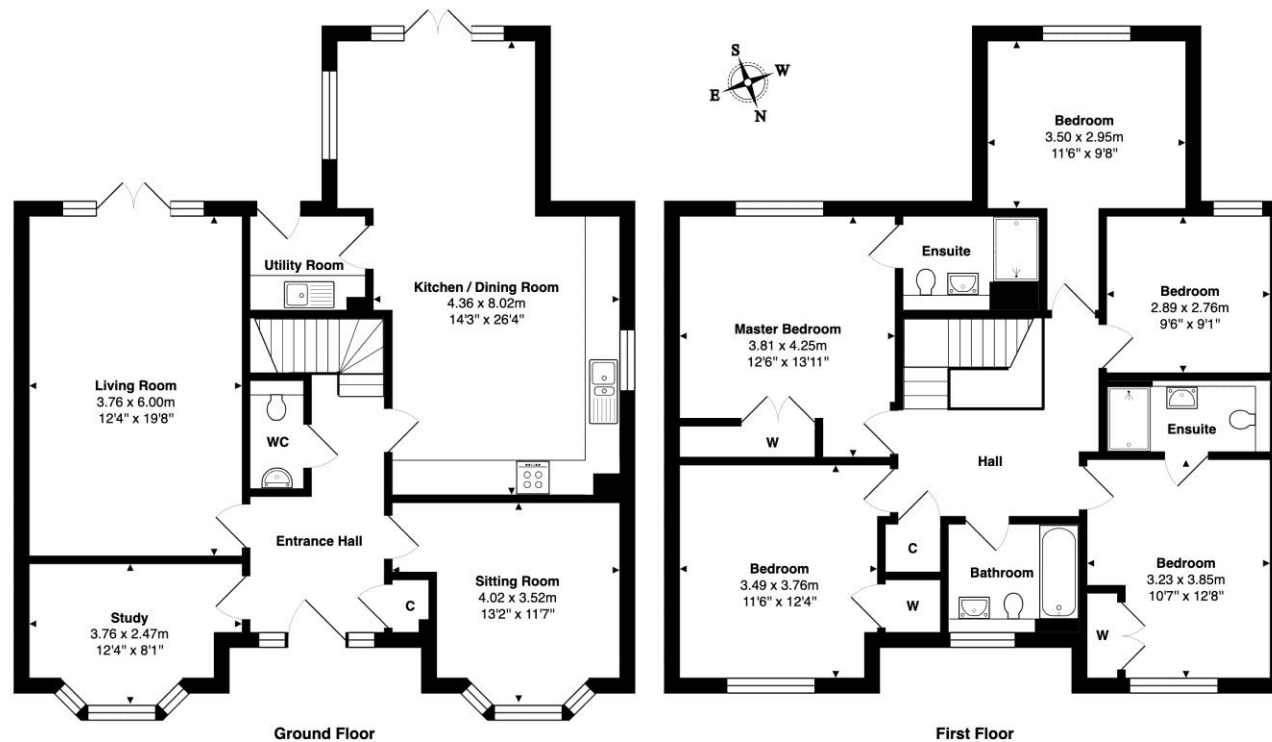 S
W
E
N
Utility Room
Kitchen / Dining Room
4.36 x 8.02m
14'3" x 26'4"
Living Room
3.76 x 6.00m
12'4" x 19'8"
WC
Entrance Hall
Sitting Room
4.02 x 3.52m
13'2" x 11'7"
C
Study
3.76 x 2.47m
12'4" x 8'1"
Ground Floor
Bedroom
3.50 x 2.95m
11'6" x 9'8"
Ensuite
Bedroom
2.89 x 2.76m
9'6" x 9'1"
Master Bedroom
3.81 x 4.25m
12'6" x 13'11"
W
Ensuite
Hall
C
Bedroom
3.49 x 3.76m
11'6" x 12'4"
W
Bathroom
Bedroom
3.23 x 3.85m
10'7" x 12'8"
W
First Floor